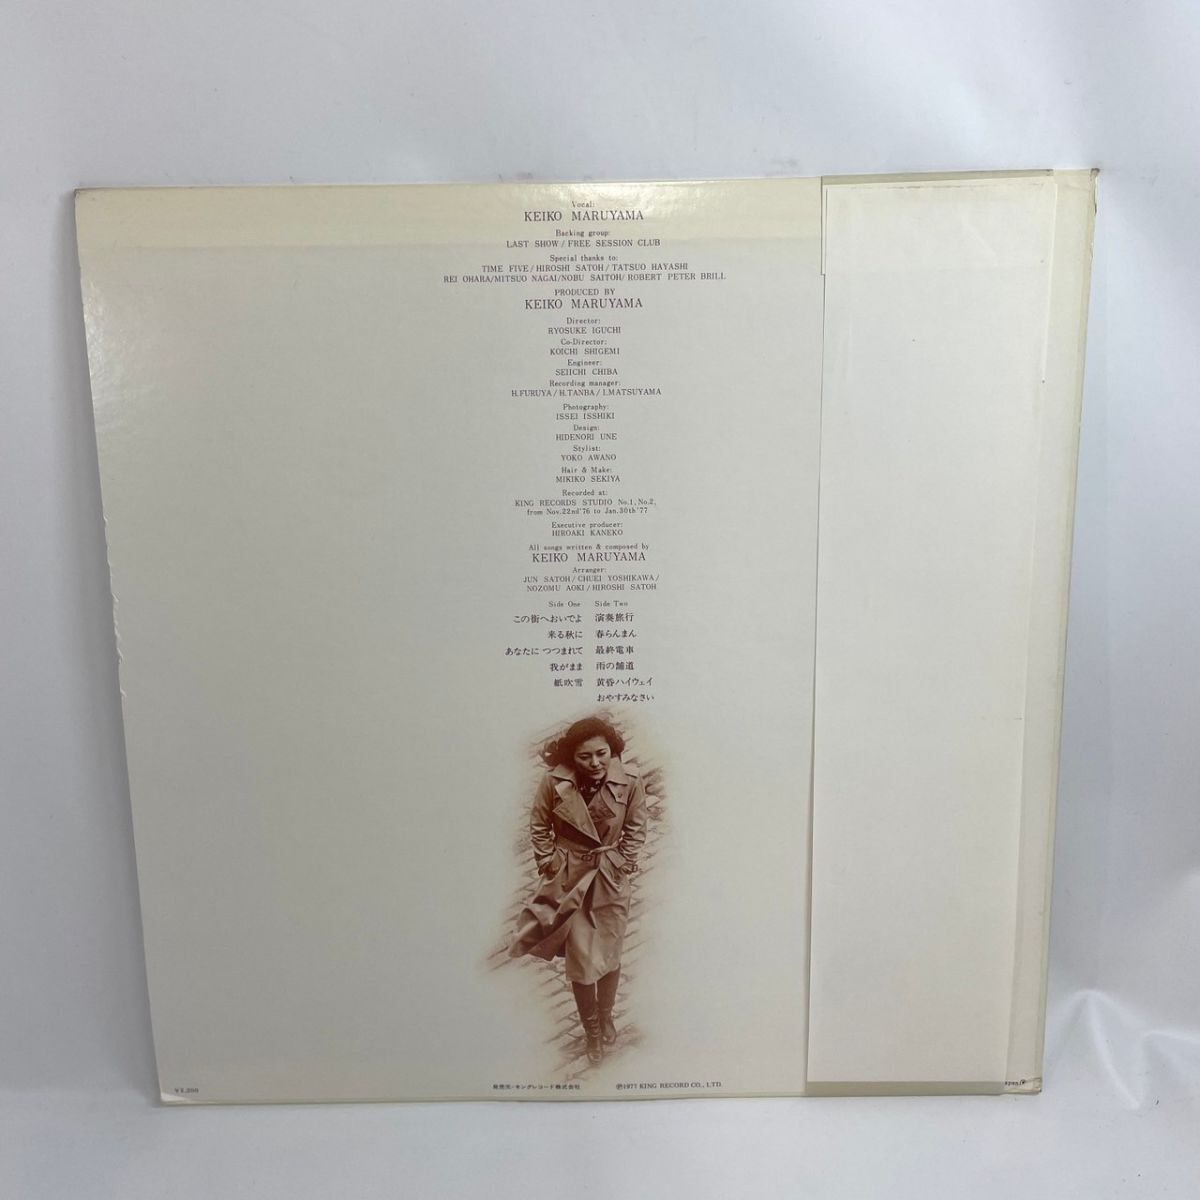 Vocal:
KEIKO MARUYAMA
Backing group:
LAST SHOW / FREE SESSION CLUB
Special thanks to:
TIME FIVE/HIROSHI SATOH/TATSUO HAYASHI
REI OHARA/MITSUO NAGAI/NOBU SAITOH/ROBERT PETER BRILL
PRODUCED BY
KEIKO MARUYAMA
Director:
RYOSUKE IGUCHI
Co-Director:
KOICHI SHIGEMI
Engineer:
SEIICHI CHIBA
Recording manager:
H.FURUYA/H.TANBA/I.MATSUYAMA
Photography:
ISSEI ISSHIKI
Design:
HIDENORI UNE
Stylist:
YOKO AWANO
Hair & Make:
MIKIKO SEKIYA
Recorded at:
KING RECORDS STUDIO No.1, No.2,
from Nov.22nd'76 to Jan.30th'77
Executive producer:
HIROAKI KANEKO
All songs written & composed by
KEIKO MARUYAMA
Arranger:
JUN SATOH/CHUEI YOSHIKAWA/
NOZOMU AOKI/HIROSHI SATOH
Side One Side Two
この街へおいでよ 演奏旅行
来る秋に 春らんまん
あなたに つつまれて 最終電車
我がまま 雨の舗道
紙吹雪 黄昏ハイウェイ
おやすみなさい
¥2,200 発売元・キングレコード株式会社 ℗1977 KING RECORD CO., LTD.